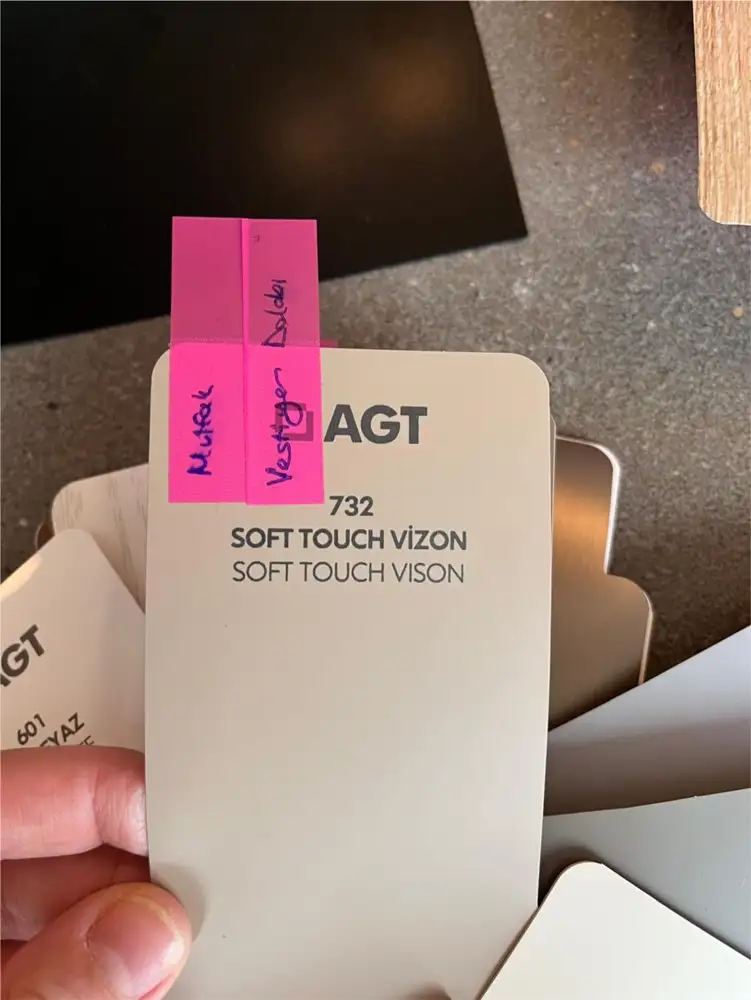 Mutfak
Vestiyer Dolabı
AGT
732
SOFT TOUCH VİZON
SOFT TOUCH VISON
AGT
601